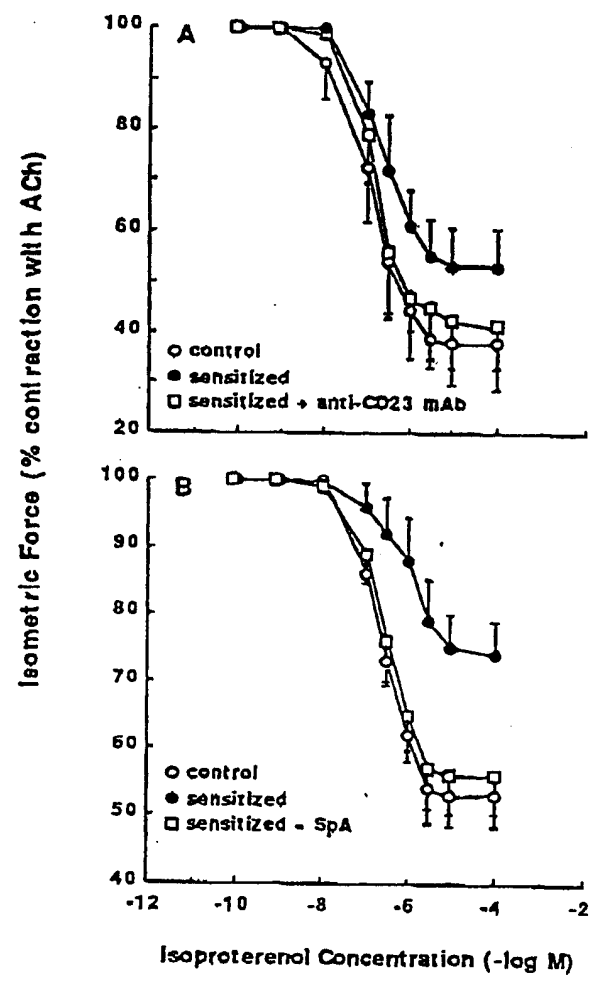 Isometric Force (% contraction with ACh)
A
100
80
60
40
20
control
sensitized
sensitized + anti-CD23 mAb
B
100
90
80
70
60
50
40
control
sensitized
sensitized - SpA
-12 -10 -8 -6 -4 -2
Isoproterenol Concentration (-log M)